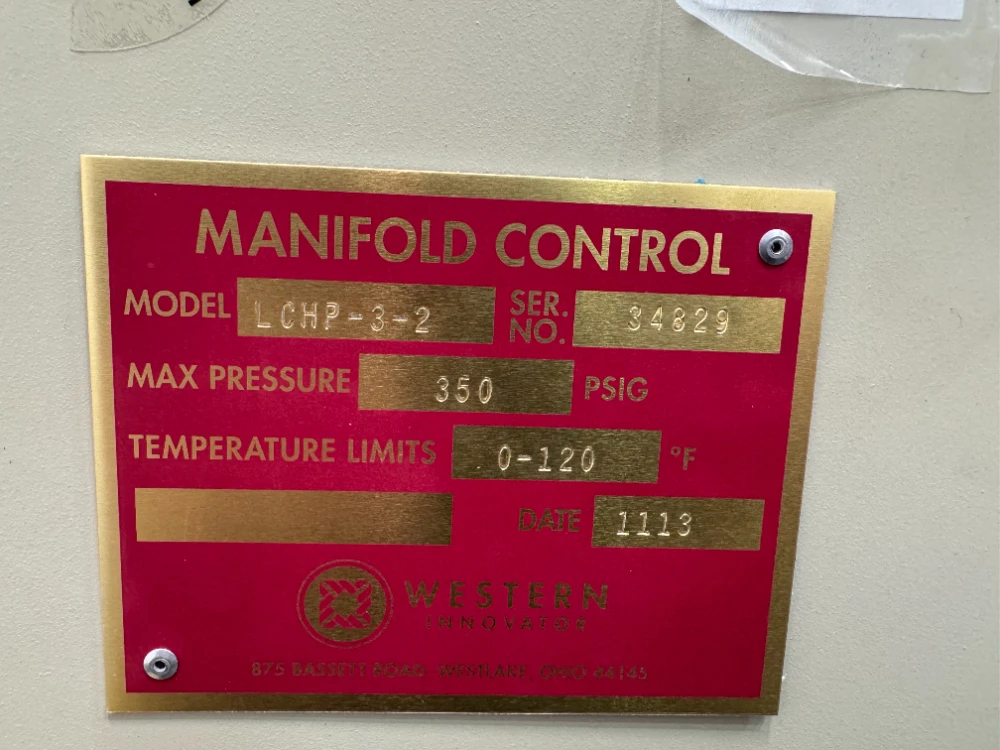 MANIFOLD CONTROL
MODEL LCHP-3-2 SER. NO. 34829
MAX PRESSURE 350 PSIG
TEMPERATURE LIMITS 0-120 °F
DATE 1113
WESTERN
INNOVATOR
875 BASSETT ROAD WESTLAKE, OHIO 44145